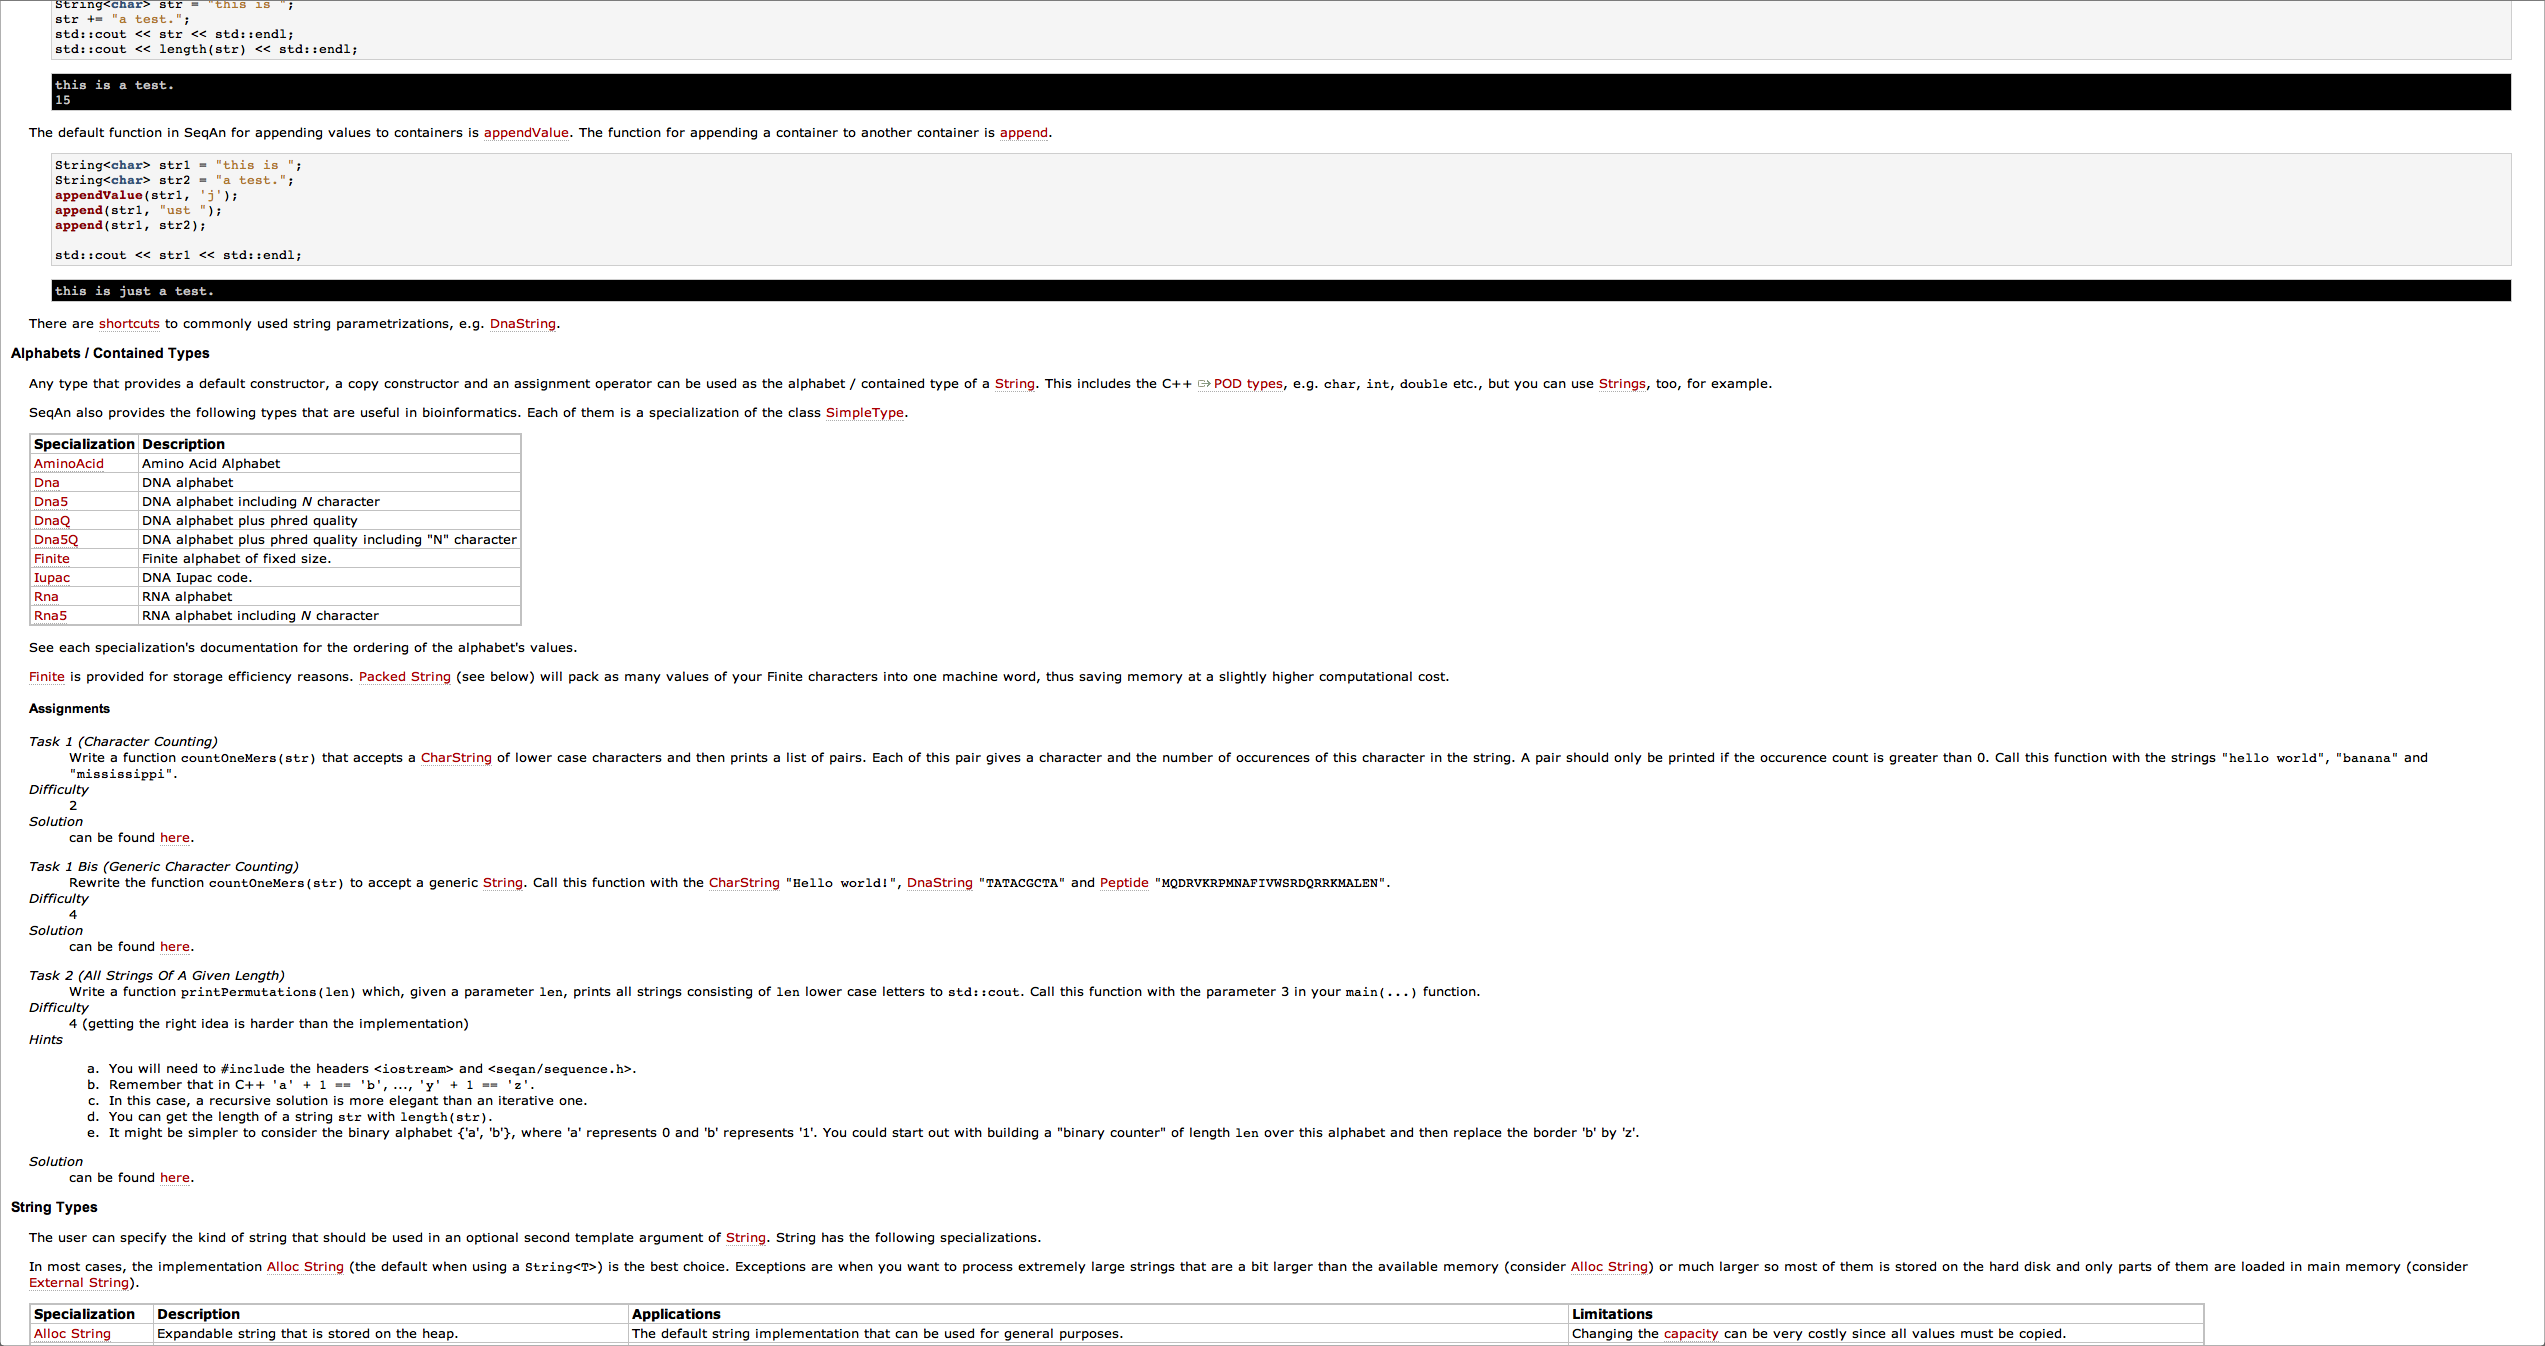 String<char> str = "this is ";
str += "a test.";
std::cout << str << std::endl;
std::cout << length(str) << std::endl;
this is a test.
15
The default function in SeqAn for appending values to containers is appendValue. The function for appending a container to another container is append.
String<char> str1 = "this is ";
String<char> str2 = "a test.";
appendValue(str1, 'j');
append(str1, "ust ");
append(str1, str2);
std::cout << str1 << std::endl;
this is just a test.
There are shortcuts to commonly used string parametrizations, e.g. DnaString.
Alphabets / Contained Types
Any type that provides a default constructor, a copy constructor and an assignment operator can be used as the alphabet / contained type of a String. This includes the C++ POD types, e.g. char, int, double etc., but you can use Strings, too, for example.
SeqAn also provides the following types that are useful in bioinformatics. Each of them is a specialization of the class SimpleType.
Specialization Description
AminoAcid Amino Acid Alphabet
Dna DNA alphabet
Dna5 DNA alphabet including N character
DnaQ DNA alphabet plus phred quality
Dna5Q DNA alphabet plus phred quality including "N" character
Finite Finite alphabet of fixed size.
Iupac DNA Iupac code.
Rna RNA alphabet
Rna5 RNA alphabet including N character
See each specialization's documentation for the ordering of the alphabet's values.
Finite is provided for storage efficiency reasons. Packed String (see below) will pack as many values of your Finite characters into one machine word, thus saving memory at a slightly higher computational cost.
Assignments
Task 1 (Character Counting)
Write a function countOneMers(str) that accepts a CharString of lower case characters and then prints a list of pairs. Each of this pair gives a character and the number of occurences of this character in the string. A pair should only be printed if the occurence count is greater than 0. Call this function with the strings "hello world", "banana" and
"mississippi".
Difficulty
2
Solution
can be found here.
Task 1 Bis (Generic Character Counting)
Rewrite the function countOneMers(str) to accept a generic String. Call this function with the CharString "Hello world!", DnaString "TATACGCTA" and Peptide "MQDRVKRPMNAFIVWSRDQRRKMALEN".
Difficulty
4
Solution
can be found here.
Task 2 (All Strings Of A Given Length)
Write a function printPermutations(len) which, given a parameter len, prints all strings consisting of len lower case letters to std::cout. Call this function with the parameter 3 in your main(...) function.
Difficulty
4 (getting the right idea is harder than the implementation)
Hints
a. You will need to #include the headers <iostream> and <seqan/sequence.h>.
b. Remember that in C++ 'a' + 1 == 'b', ..., 'y' + 1 == 'z'.
c. In this case, a recursive solution is more elegant than an iterative one.
d. You can get the length of a string str with length(str).
e. It might be simpler to consider the binary alphabet {'a', 'b'}, where 'a' represents 0 and 'b' represents '1'. You could start out with building a "binary counter" of length len over this alphabet and then replace the border 'b' by 'z'.
Solution
can be found here.
String Types
The user can specify the kind of string that should be used in an optional second template argument of String. String has the following specializations.
In most cases, the implementation Alloc String (the default when using a String<T>) is the best choice. Exceptions are when you want to process extremely large strings that are a bit larger than the available memory (consider Alloc String) or much larger so most of them is stored on the hard disk and only parts of them are loaded in main memory (consider
External String).
Specialization Description Applications Limitations
Alloc String Expandable string that is stored on the heap. The default string implementation that can be used for general purposes. Changing the capacity can be very costly since all values must be copied.